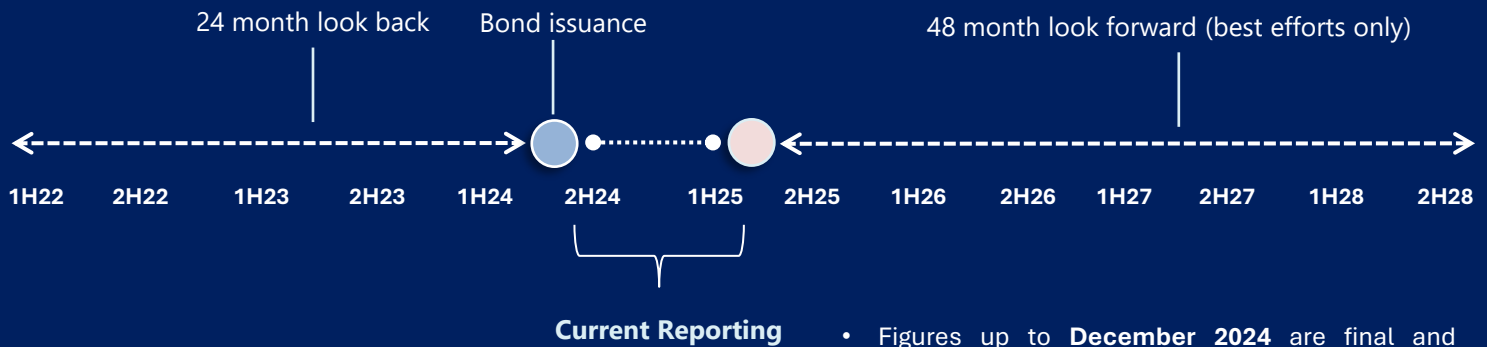 24 month look back
Bond issuance
48 month look forward (best efforts only)
1H22 2H22 1H23 2H23 1H24 2H24 1H25 2H25 1H26 2H26 1H27 2H27 1H28 2H28
Current Reporting
• Figures up to December 2024 are final and